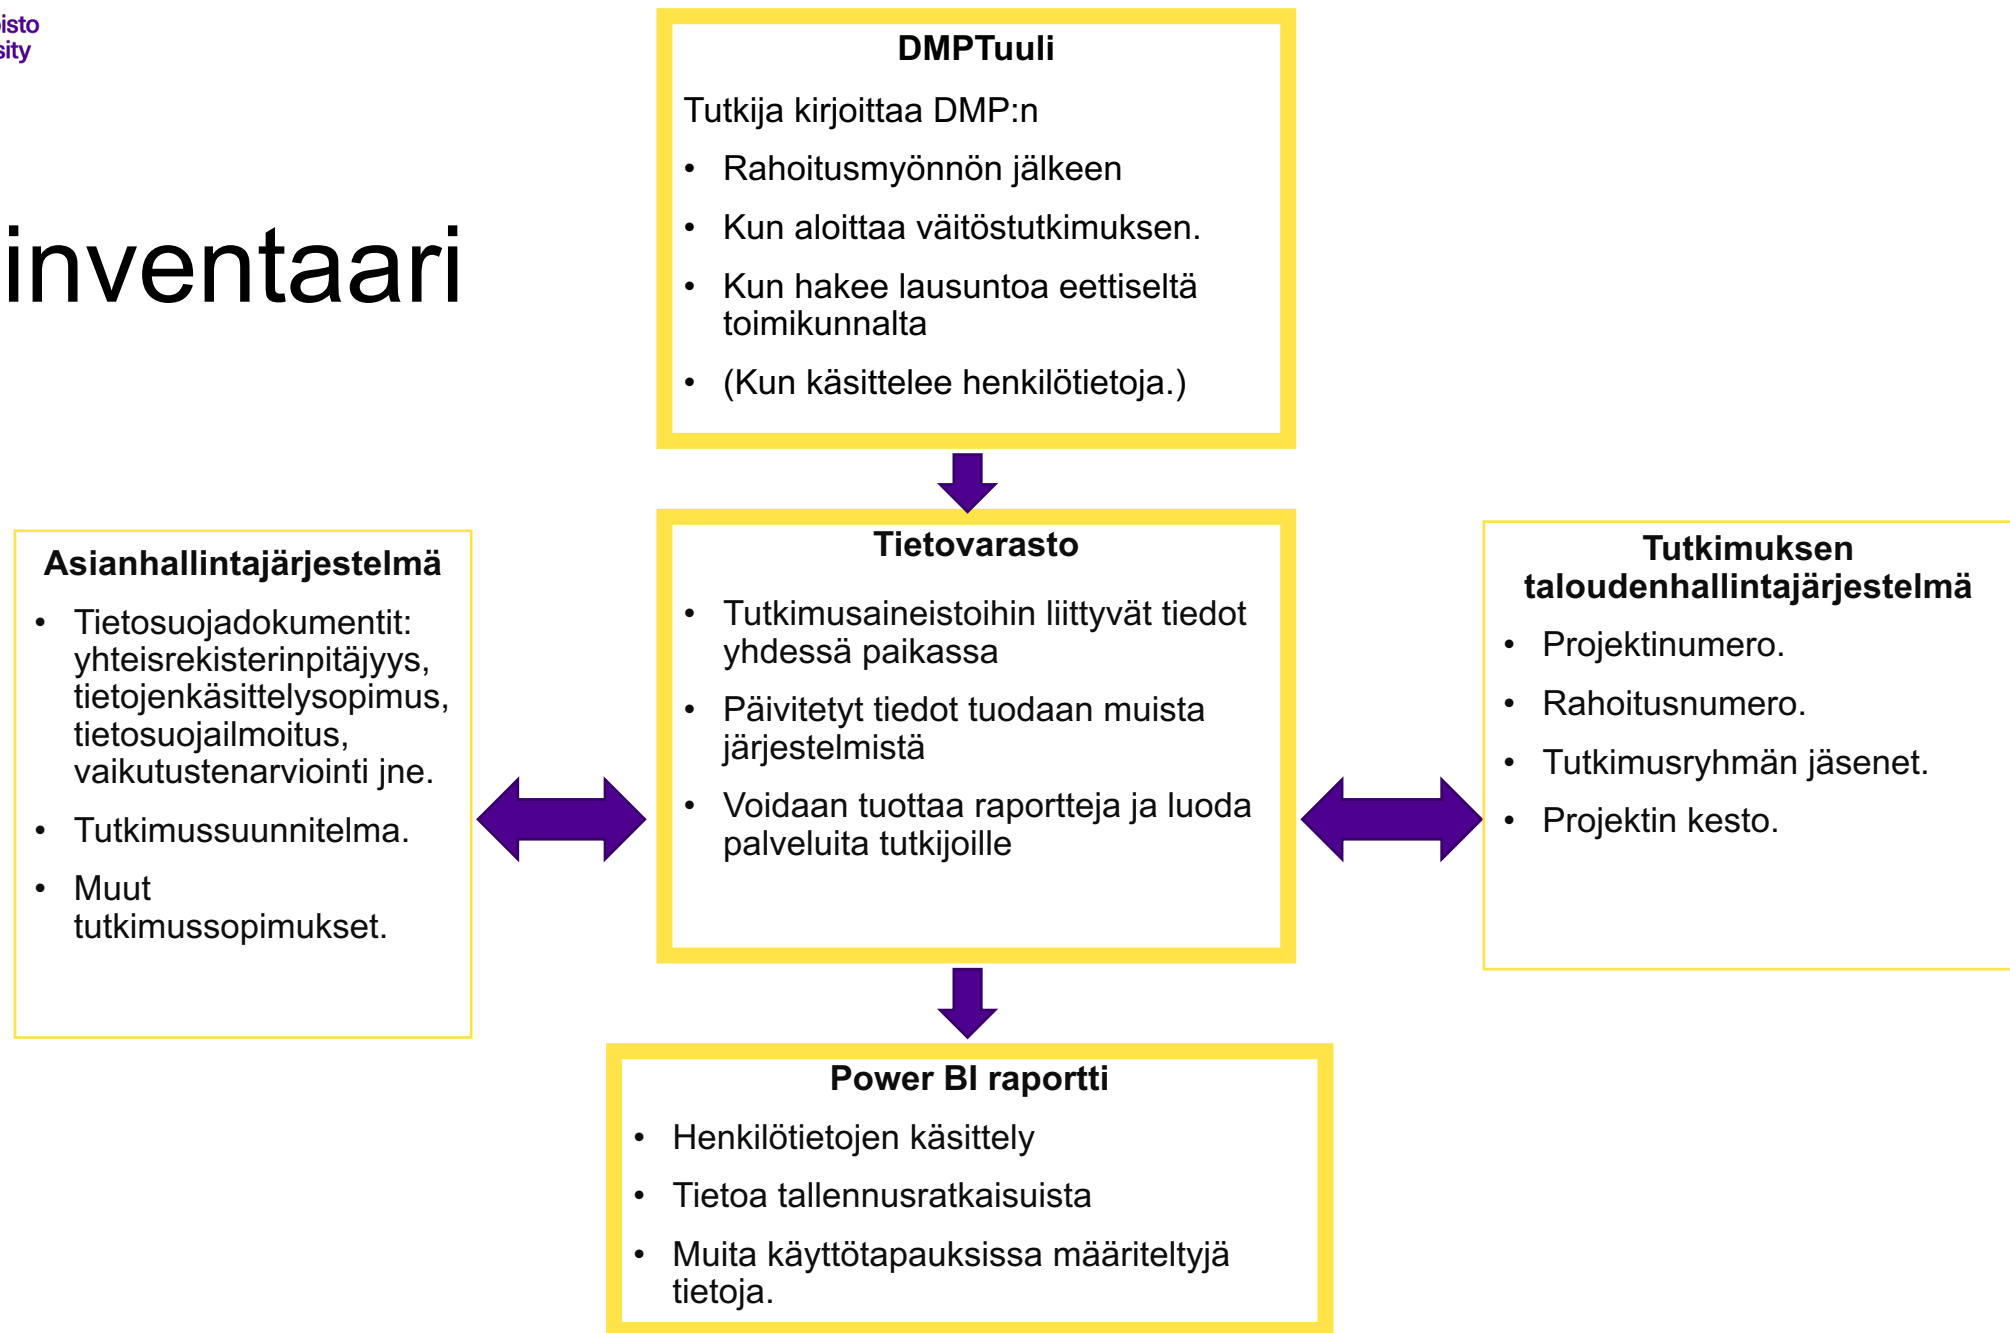 isto
sity
inventaari
DMPTuuli
Tutkija kirjoittaa DMP:n
• Rahoitusmyönnön jälkeen
• Kun aloittaa väitöstutkimuksen.
• Kun hakee lausuntoa eettiseltä
toimikunnalta
• (Kun käsittelee henkilötietoja.)
Asianhallintajärjestelmä
• Tietosuojadokumentit:
yhteisrekisterinpitäjyys,
tietojenkäsittelysopimus,
tietosuojailmoitus,
vaikutustenarviointi jne.
• Tutkimussuunnitelma.
• Muut
tutkimussopimukset.
Tietovarasto
• Tutkimusaineistoihin liittyvät tiedot
yhdessä paikassa
• Päivitetyt tiedot tuodaan muista
järjestelmistä
• Voidaan tuottaa raportteja ja luoda
palveluita tutkijoille
Tutkimuksen
taloudenhallintajärjestelmä
• Projektinumero.
• Rahoitusnumero.
• Tutkimusryhmän jäsenet.
• Projektin kesto.
Power BI raportti
• Henkilötietojen käsittely
• Tietoa tallennusratkaisuista
• Muita käyttötapauksissa määriteltyjä
tietoja.